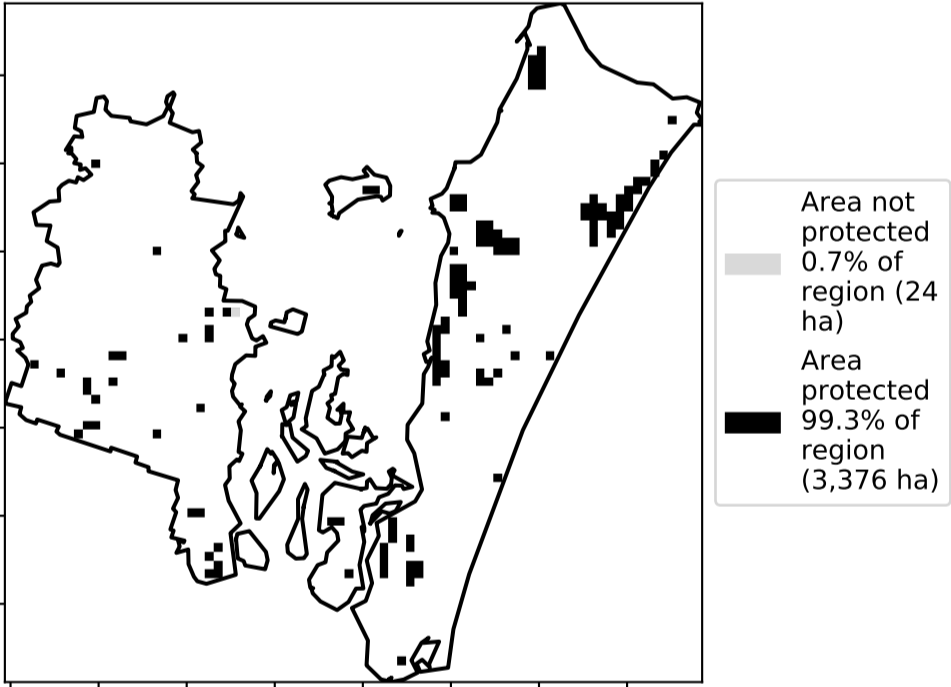 Area not
protected
0.7% of
region (24
ha)
Area
protected
99.3% of
region
(3,376 ha)